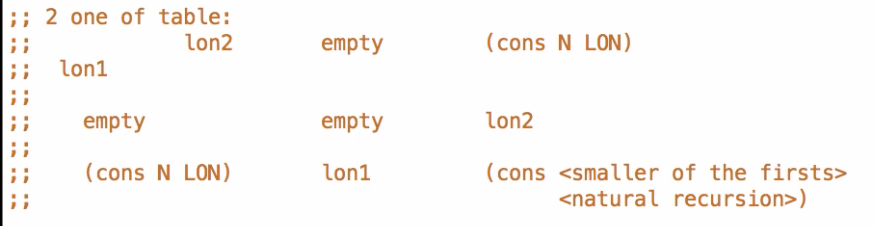 ;; 2 one of table:
;;           lon2       empty       (cons N LON)
;;  lon1
;;
;;    empty             empty       lon2
;;
;;    (cons N LON)      lon1        (cons <smaller of the firsts>
;;                                        <natural recursion>)